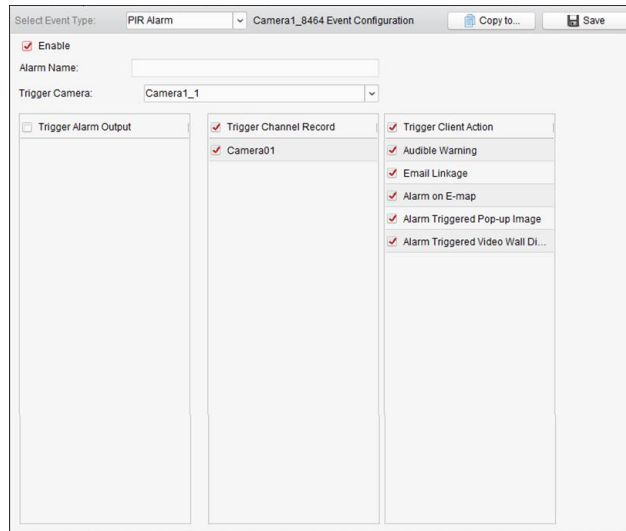 Select Event Type: PIR Alarm Camera1_8464 Event Configuration Copy to... Save
Enable
Alarm Name:
Trigger Camera: Camera1_1
Trigger Alarm Output Trigger Channel Record Trigger Client Action
Camera01 Audible Warning
Email Linkage
Alarm on E-map
Alarm Triggered Pop-up Image
Alarm Triggered Video Wall Di...